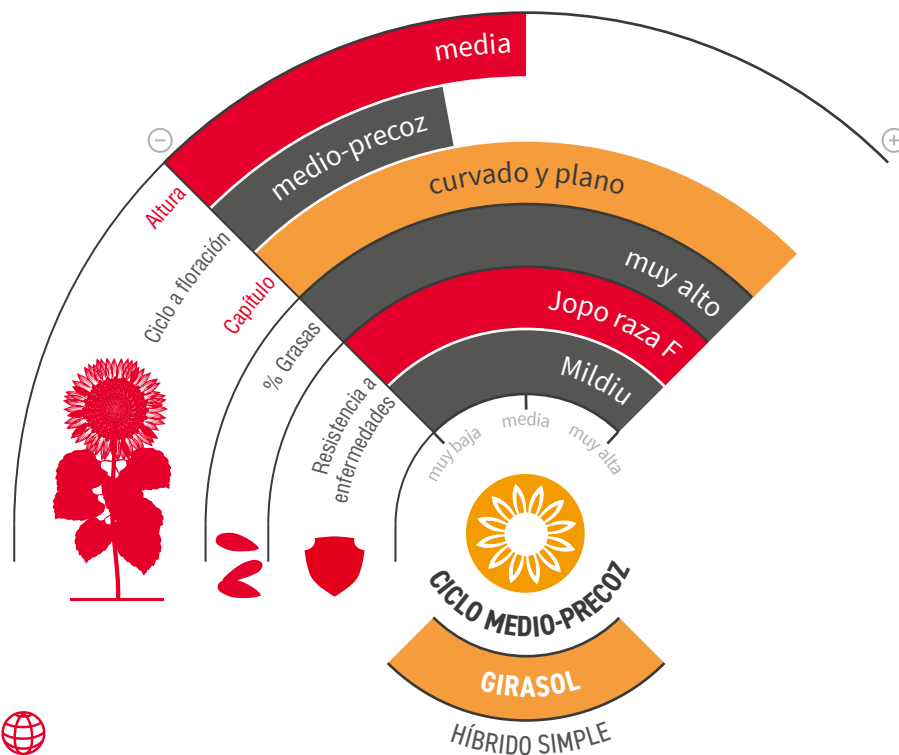 media
medio-precoz
curvado y plano
muy alto
Jopo raza F
Mildiu
−
+
Altura
Ciclo a floración
Capítulo
% Grasas
Resistencia a
enfermedades
muy baja
media
muy alta
CICLO MEDIO-PRECOZ
GIRASOL
HÍBRIDO SIMPLE